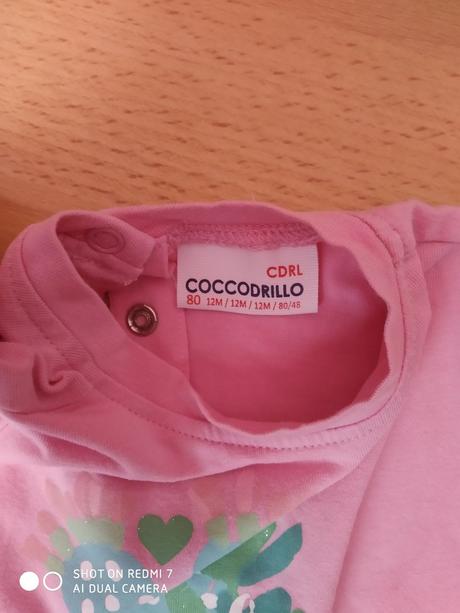 CDRL
COCCODRILLO
80 12M / 12M / 12M / 80/48
SHOT ON REDMI 7
AI DUAL CAMERA